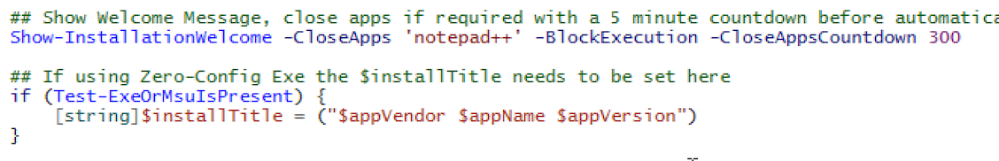 ## Show Welcome Message, close apps if required with a 5 minute countdown before automatica
Show-InstallationWelcome -CloseApps 'notepad++' -BlockExecution -CloseAppsCountdown 300
## If using Zero-Config Exe the $installTitle needs to be set here
if (Test-ExeOrMsuIsPresent) {
[string]$installTitle = ("$appVendor $appName $appVersion")
}